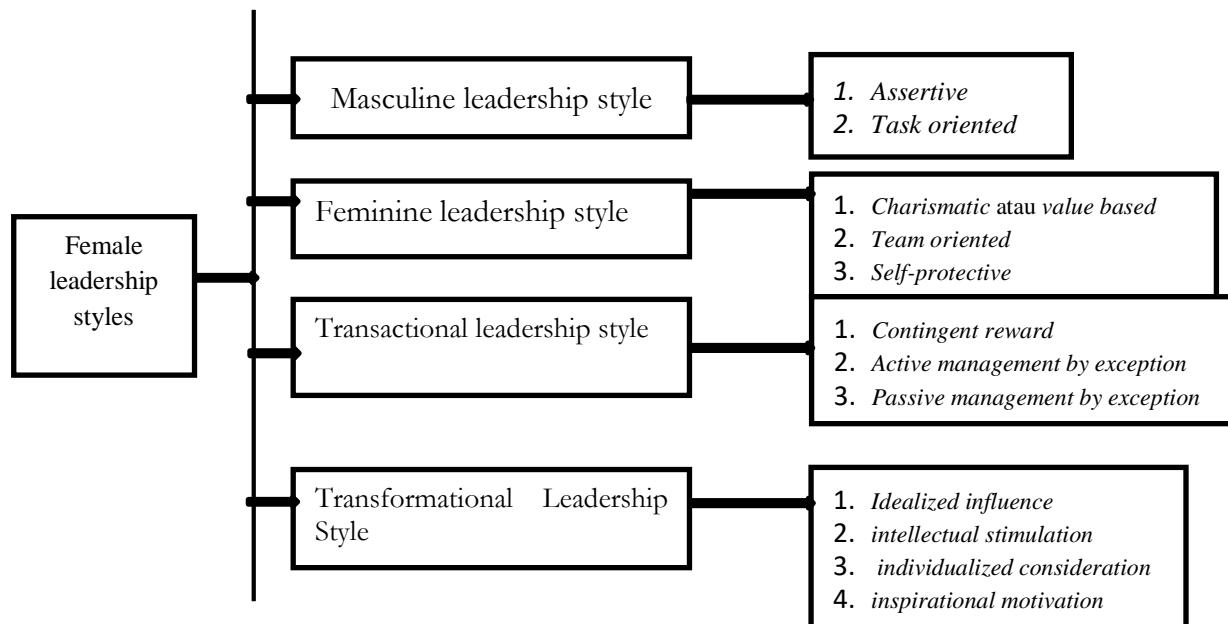 Female
leadership
styles
Masculine leadership style
1. Assertive
2. Task oriented
Feminine leadership style
1. Charismatic atau value based
2. Team oriented
3. Self-protective
Transactional leadership style
1. Contingent reward
2. Active management by exception
3. Passive management by exception
Transformational Leadership
Style
1. Idealized influence
2. intellectual stimulation
3. individualized consideration
4. inspirational motivation